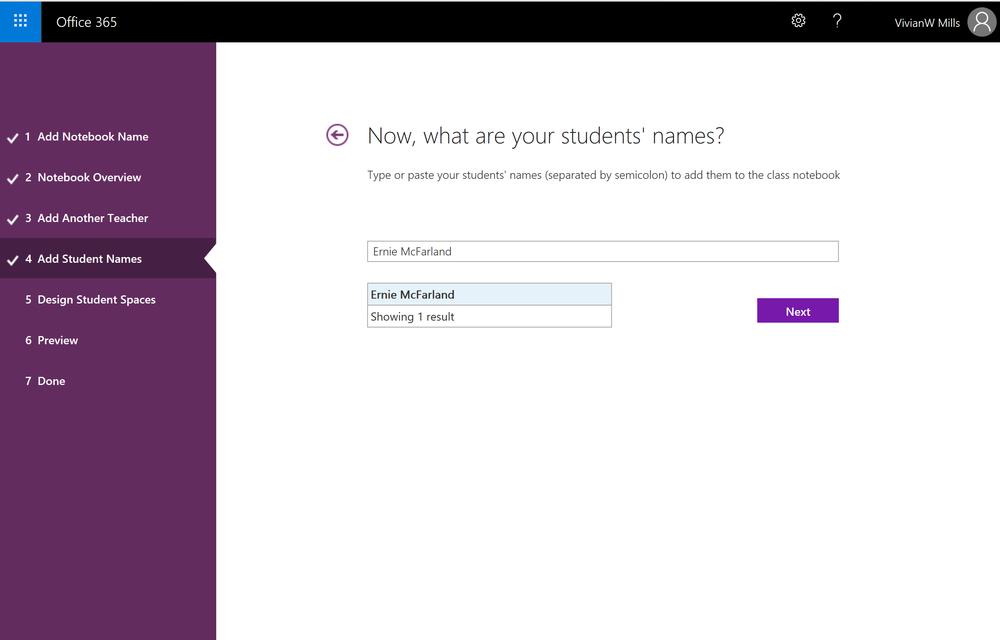 Office 365
VivianW Mills
1 Add Notebook Name
2 Notebook Overview
3 Add Another Teacher
4 Add Student Names
5 Design Student Spaces
6 Preview
7 Done
Now, what are your students' names?
Type or paste your students' names (separated by semicolon) to add them to the class notebook
Ernie McFarland
Ernie McFarland
Showing 1 result
Next